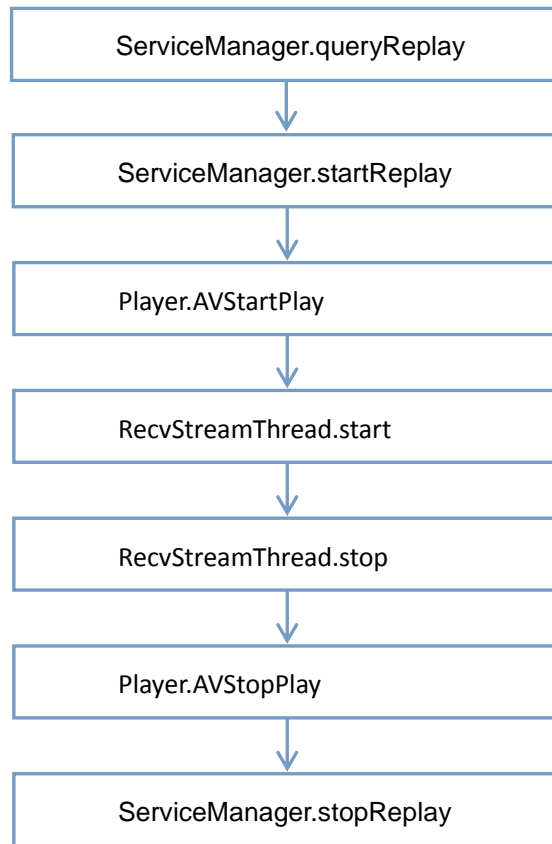 ServiceManager.queryReplay
ServiceManager.startReplay
Player.AVStartPlay
RecvStreamThread.start
RecvStreamThread.stop
Player.AVStopPlay
ServiceManager.stopReplay